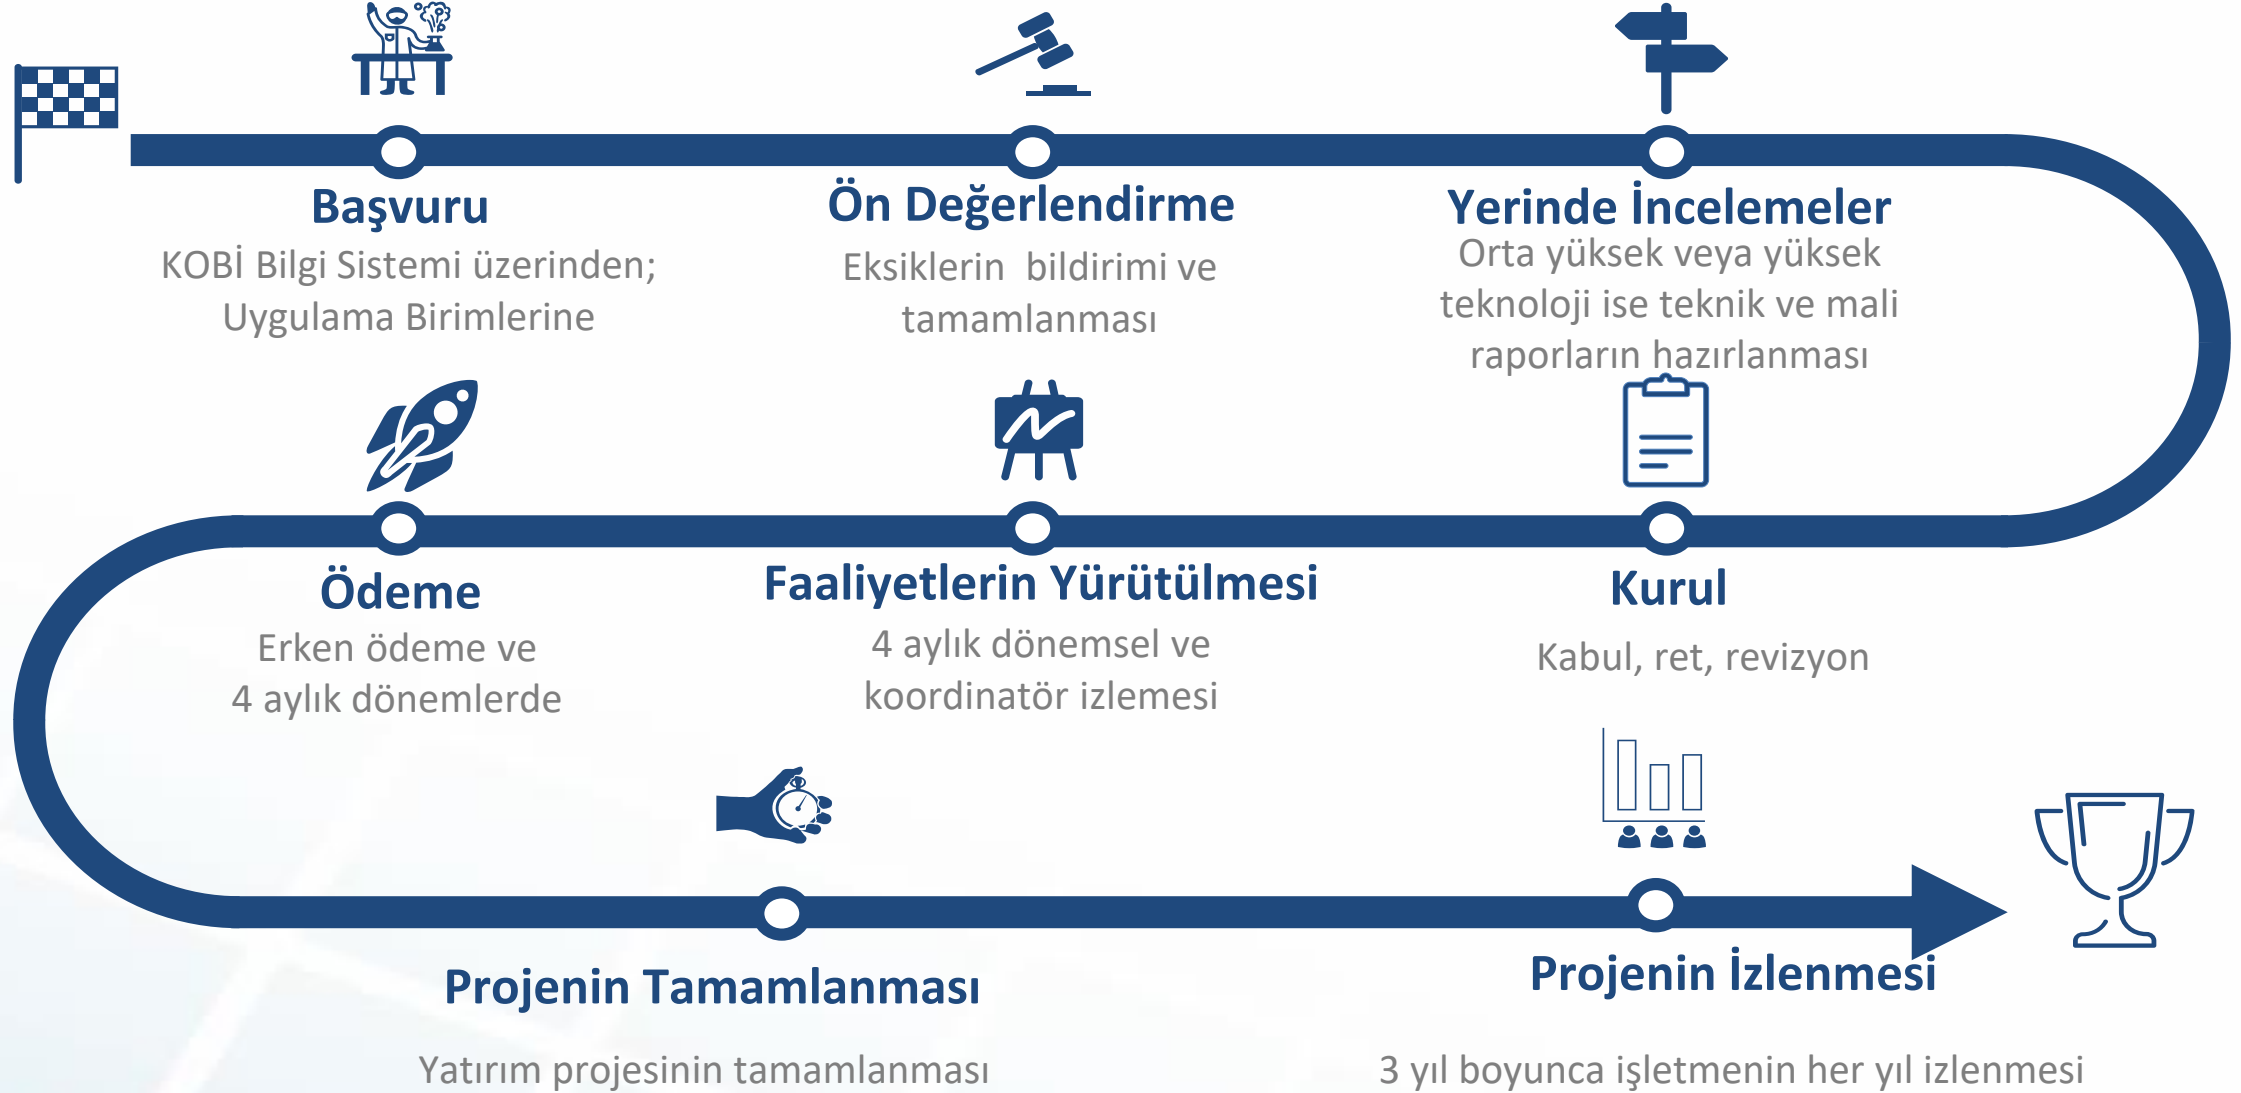 Başvuru
KOBİ Bilgi Sistemi üzerinden;
Uygulama Birimlerine
Ön Değerlendirme
Eksiklerin bildirimi ve
tamamlanması
Yerinde İncelemeler
Orta yüksek veya yüksek
teknoloji ise teknik ve mali
raporların hazırlanması
Kurul
Kabul, ret, revizyon
Faaliyetlerin Yürütülmesi
4 aylık dönemsel ve
koordinatör izlemesi
Ödeme
Erken ödeme ve
4 aylık dönemlerde
Projenin Tamamlanması
Yatırım projesinin tamamlanması
Projenin İzlenmesi
3 yıl boyunca işletmenin her yıl izlenmesi